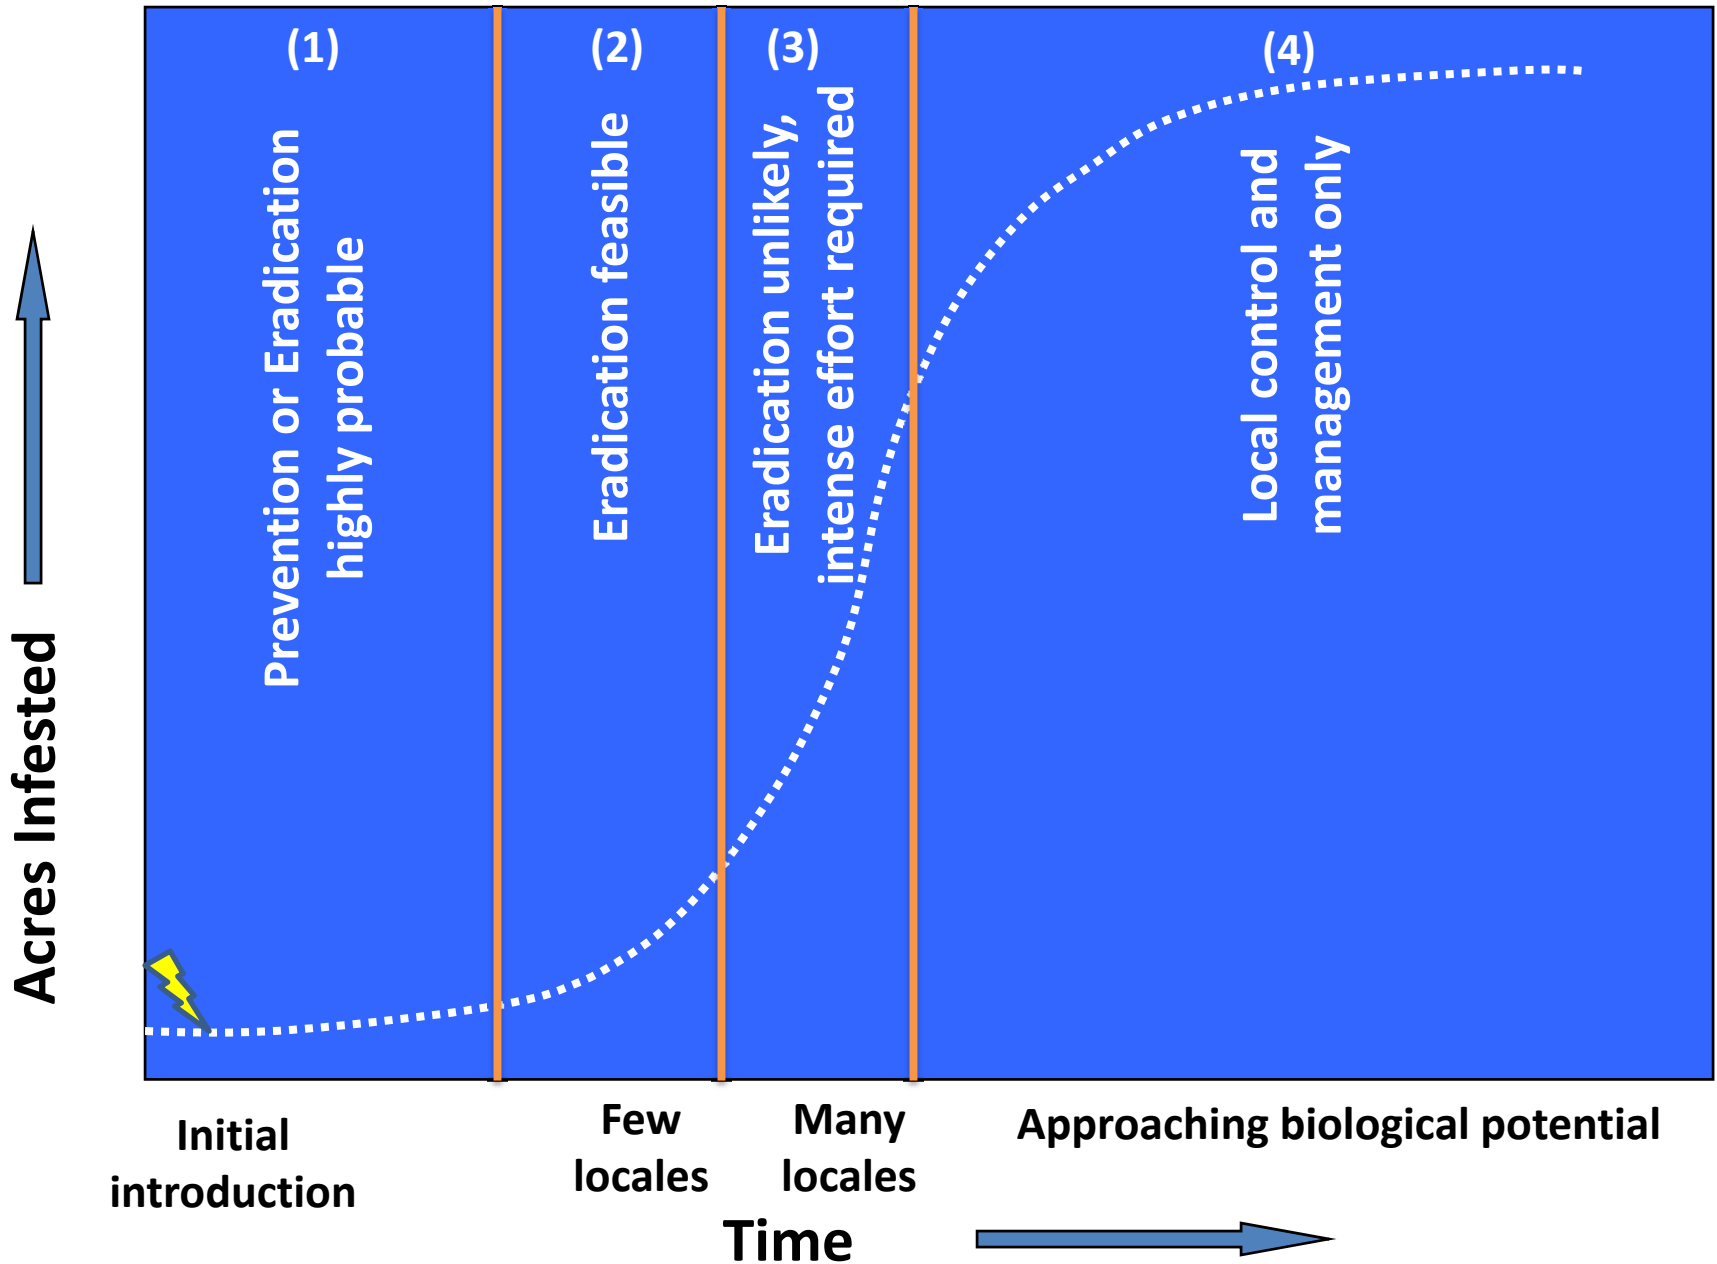 (1)
Prevention or Eradication
highly probable
(2)
Eradication feasible
(3)
Eradication unlikely,
intense effort required
(4)
Local control and
management only
Acres Infested
Initial
introduction
Few
locales
Many
locales
Approaching biological potential
Time